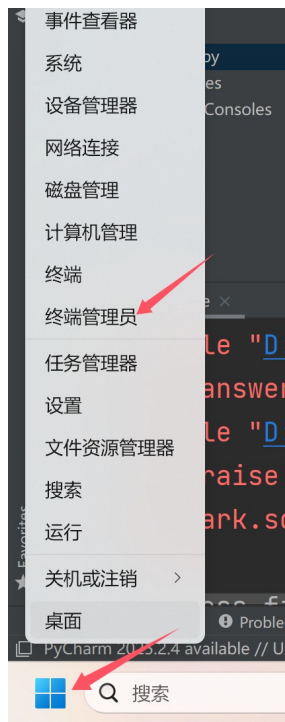 事件查看器
系统
py
设备管理器
es
网络连接
Consoles
磁盘管理
计算机管理
终端
终端管理员
e ×
le "D
任务管理器
answer
设置
le "D
文件资源管理器
raise
搜索
ark.so
运行
Favorites
关机或注销 >
桌面
Proble
PyCharm 2025.2.4 available // U
搜索